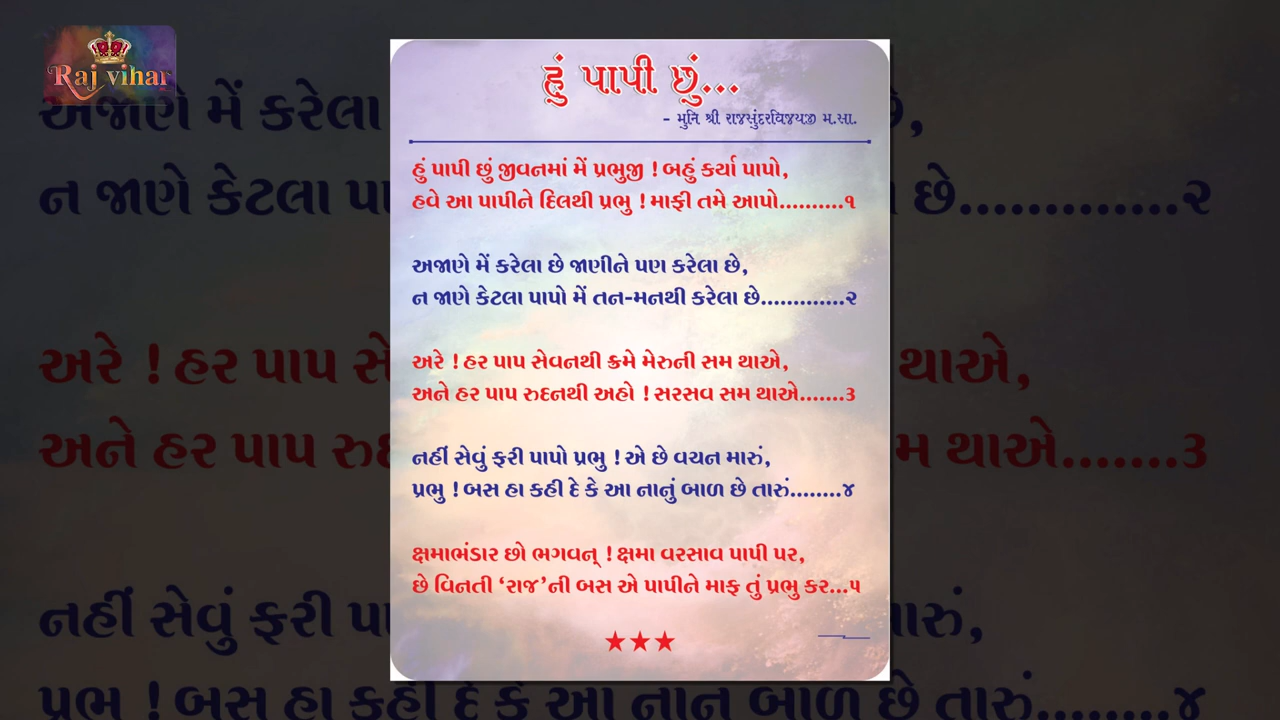 Raj vihar
હું પાપી છું...
- મુનિ શ્રી રાજસુંદરવિજયજી મ.સા.
હું પાપી છું જીવનમાં મેં પ્રભુજી ! બહું કર્યા પાપો,
હવે આ પાપીને દિલથી પ્રભુ ! માફી તમે આપો..........૧
અજાણે મેં કરેલા છે જાણીને પણ કરેલા છે,
ન જાણે કેટલા પાપો મેં તન-મનથી કરેલા છે.............૨
અરે ! હર પાપ સેવનથી ક્રમે મેરુની સમ થાએ,
અને હર પાપ રુદનથી અહો ! સરસવ સમ થાએ.......૩
નહીં સેવું ફરી પાપો પ્રભુ ! એ છે વચન મારું,
પ્રભુ ! બસ હા કહી દે કે આ નાનું બાળ છે તારું........૪
ક્ષમાભંડાર છો ભગવન્ ! ક્ષમા વરસાવ પાપી પર,
છે વિનતી ‘રાજ’ની બસ એ પાપીને માફ તું પ્રભુ કર...૫